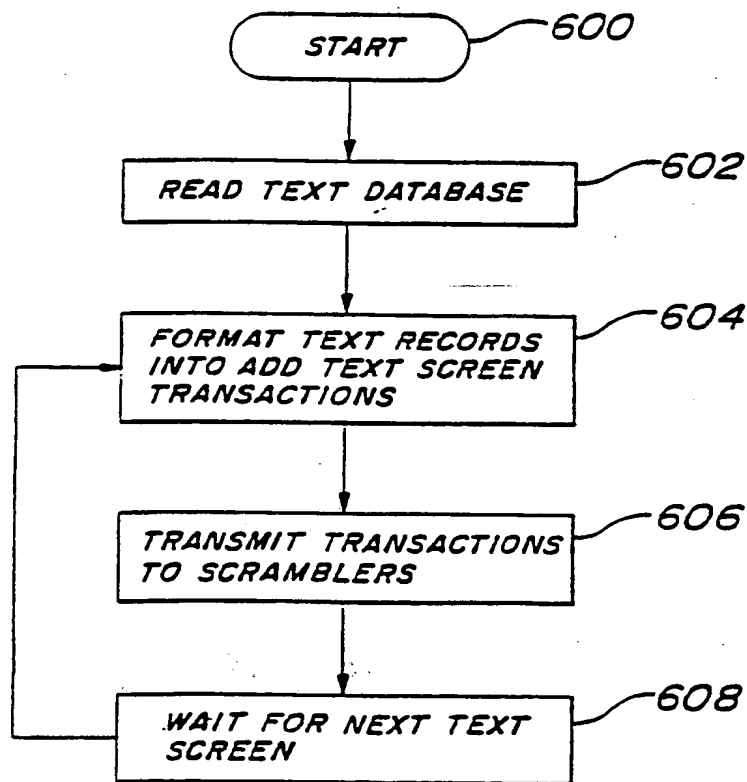 START
600
READ TEXT DATABASE
602
FORMAT TEXT RECORDS
INTO ADD TEXT SCREEN
TRANSACTIONS
604
TRANSMIT TRANSACTIONS
TO SCRAMBLERS
606
WAIT FOR NEXT TEXT
SCREEN
608